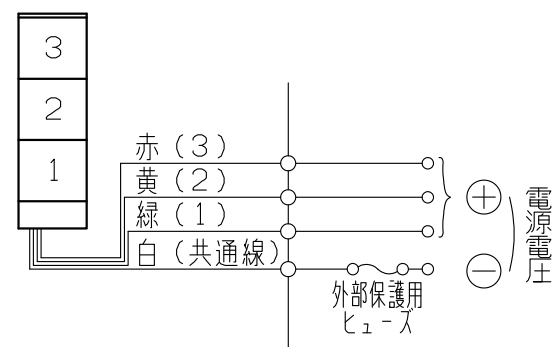 3
2
1
赤（3）
黄（2）
緑（1）
白（共通線）
外部保護用
ヒューズ
＋
－
電源電圧